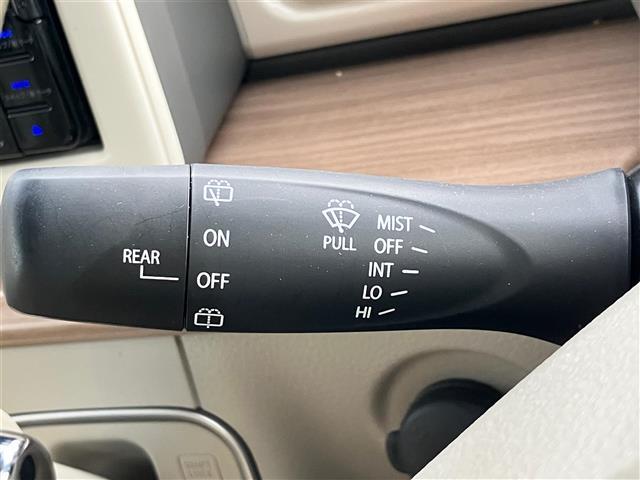 REAR
ON
OFF
PULL
MIST
OFF
INT
LO
HI